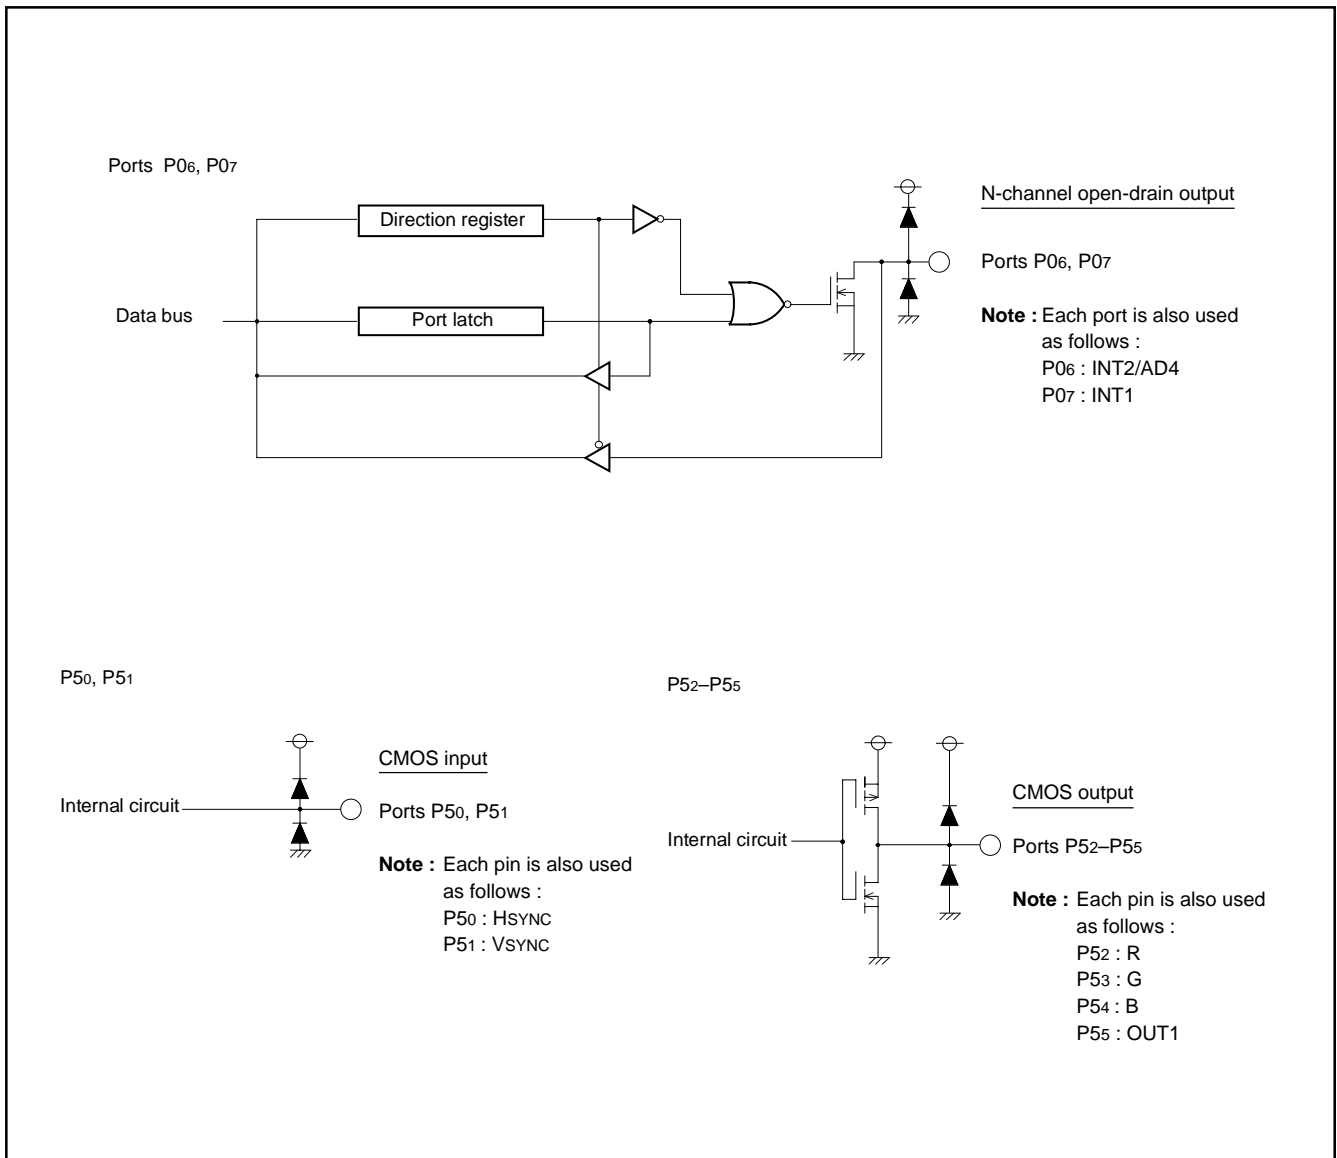 Ports P06, P07
Direction register
Data bus
Port latch
N-channel open-drain output
Ports P06, P07
Note : Each port is also used
as follows :
P06 : INT2/AD4
P07 : INT1
P50, P51
Internal circuit
CMOS input
Ports P50, P51
Note : Each pin is also used
as follows :
P50 : HSYNC
P51 : VSYNC
P52–P55
Internal circuit
CMOS output
Ports P52–P55
Note : Each pin is also used
as follows :
P52 : R
P53 : G
P54 : B
P55 : OUT1